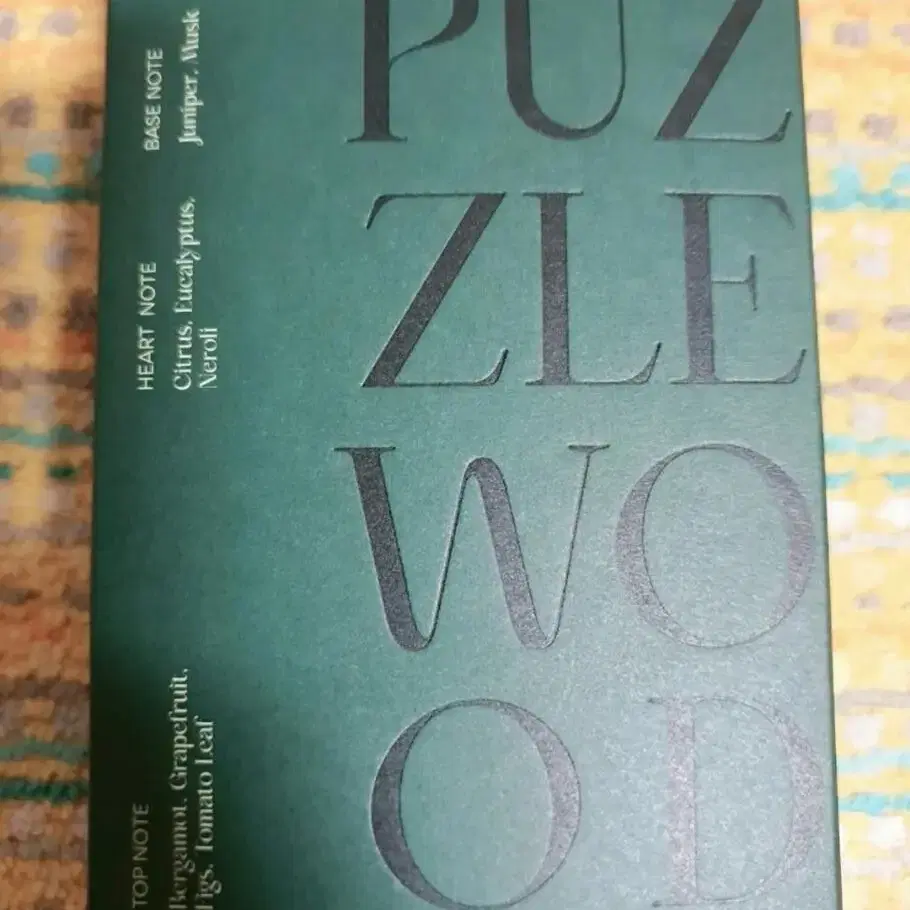 PUZ
ZLE
WO
OD
TOP NOTE
Bergamot, Grapefruit,
Figs, Tomato Leaf
HEART NOTE
Citrus, Eucalyptus,
Neroli
BASE NOTE
Juniper, Musk